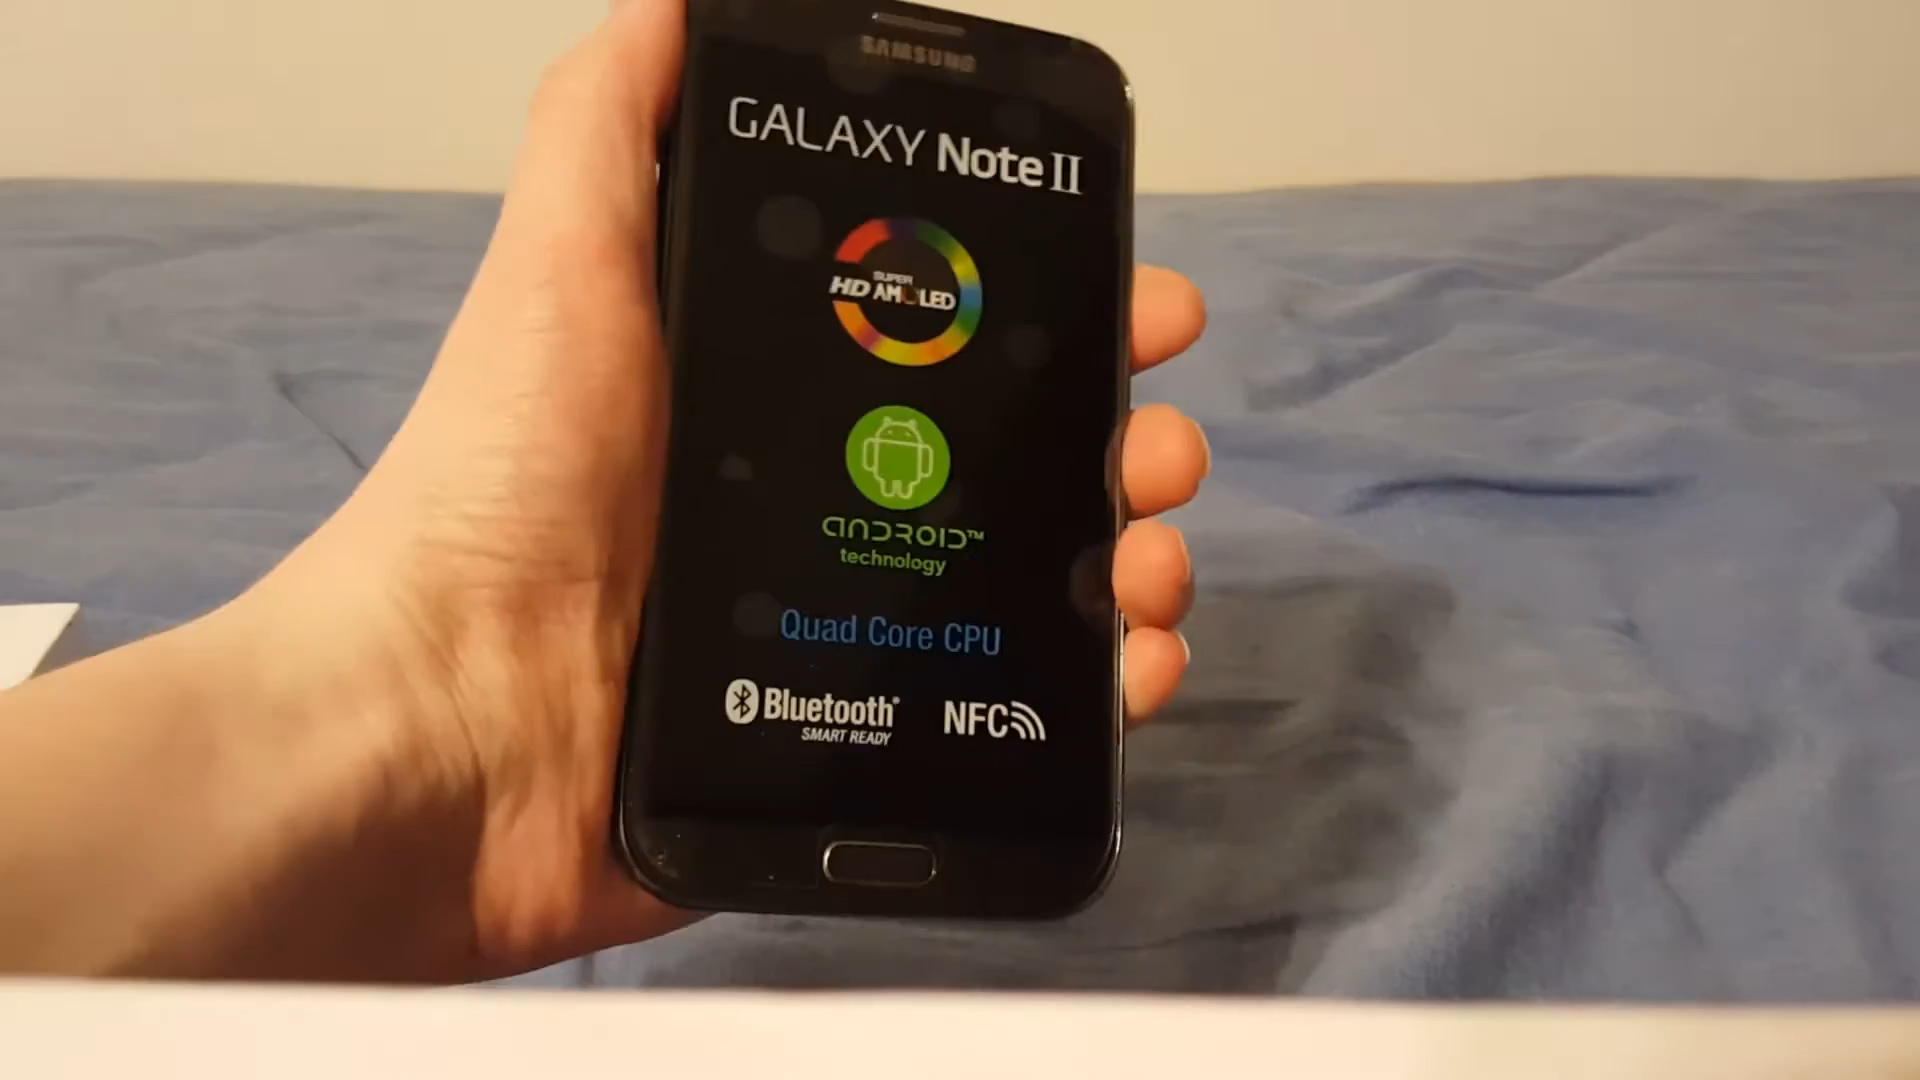 SAMSUNG
GALAXY Note II
SUPER
HD AMOLED
ANDROID™
technology
Quad Core CPU
Bluetooth®
SMART READY
NFC